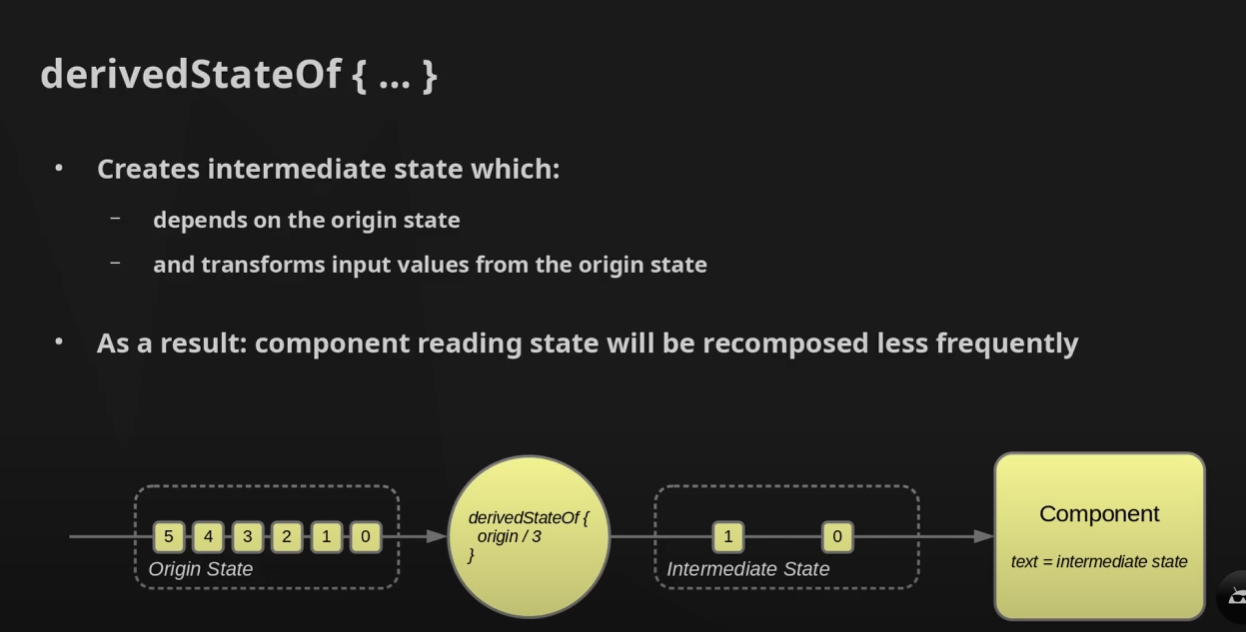 derivedStateOf { ... }
• Creates intermediate state which:
– depends on the origin state
– and transforms input values from the origin state
• As a result: component reading state will be recomposed less frequently
5 4 3 2 1 0
Origin State
derivedStateOf {
origin / 3
}
1 0
Intermediate State
Component
text = intermediate state